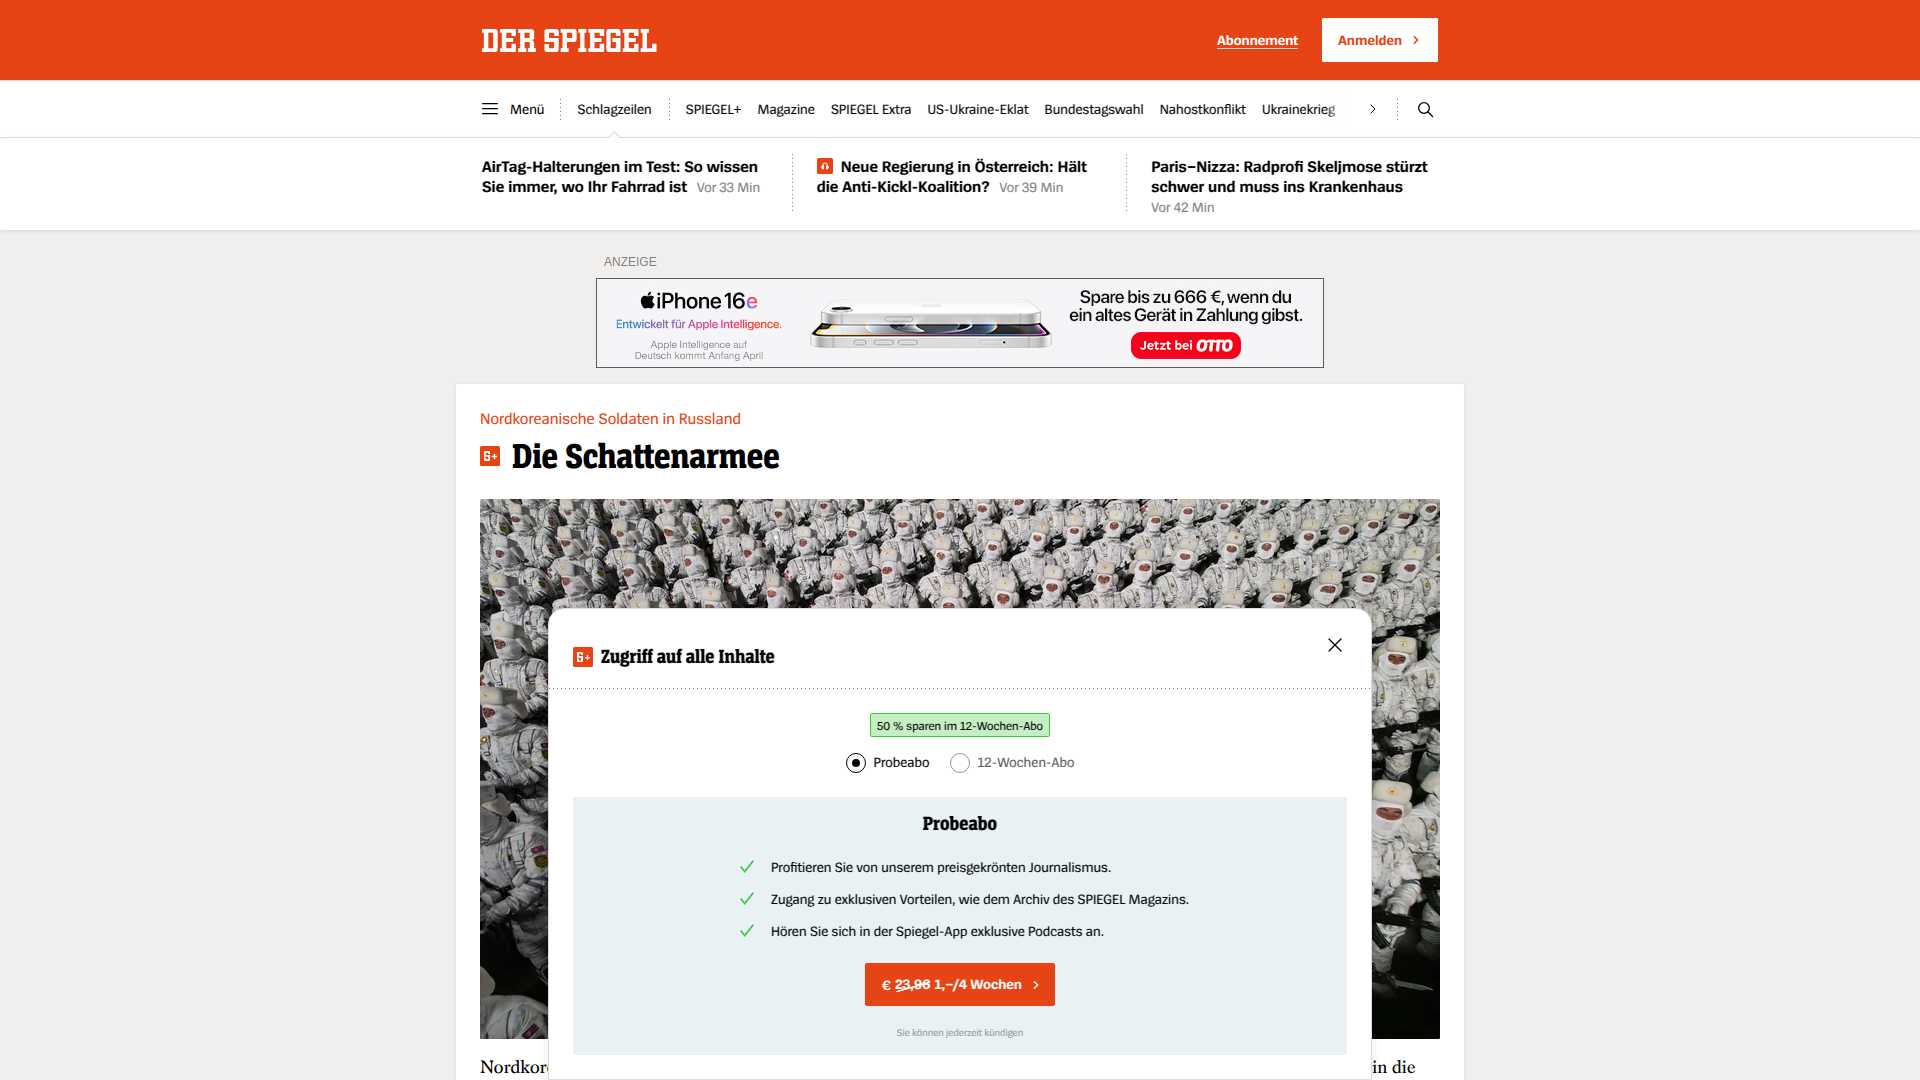 DER SPIEGEL
Abonnement
Anmelden
Menü
Schlagzeilen
SPIEGEL+
Magazine
SPIEGEL Extra
US-Ukraine-Eklat
Bundestagswahl
Nahostkonflikt
Ukrainekrieg
AirTag-Halterungen im Test: So wissen
Sie immer, wo Ihr Fahrrad ist Vor 33 Min
Neue Regierung in Österreich: Hält
die Anti-Kickl-Koalition? Vor 39 Min
Paris–Nizza: Radprofi Skeljmose stürzt
schwer und muss ins Krankenhaus
Vor 42 Min
ANZEIGE
iPhone 16e
Entwickelt für Apple Intelligence.
Apple Intelligence auf
Deutsch kommt Anfang April
Spare bis zu 666 €, wenn du
ein altes Gerät in Zahlung gibst.
Jetzt bei OTTO
Nordkoreanische Soldaten in Russland
S+ Die Schattenarmee
S+ Zugriff auf alle Inhalte
50 % sparen im 12-Wochen-Abo
Probeabo
12-Wochen-Abo
Probeabo
Profitieren Sie von unserem preisgekrönten Journalismus.
Zugang zu exklusiven Vorteilen, wie dem Archiv des SPIEGEL Magazins.
Hören Sie sich in der Spiegel-App exklusive Podcasts an.
€ 23,96 1,–/4 Wochen
Sie können jederzeit kündigen
in die